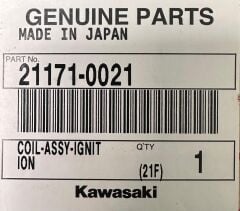 GENUINE PARTS
MADE IN JAPAN
PART No.
21171-0021
COIL-ASSY-IGNIT Q'TY
ION (21F) 1
Kawasaki